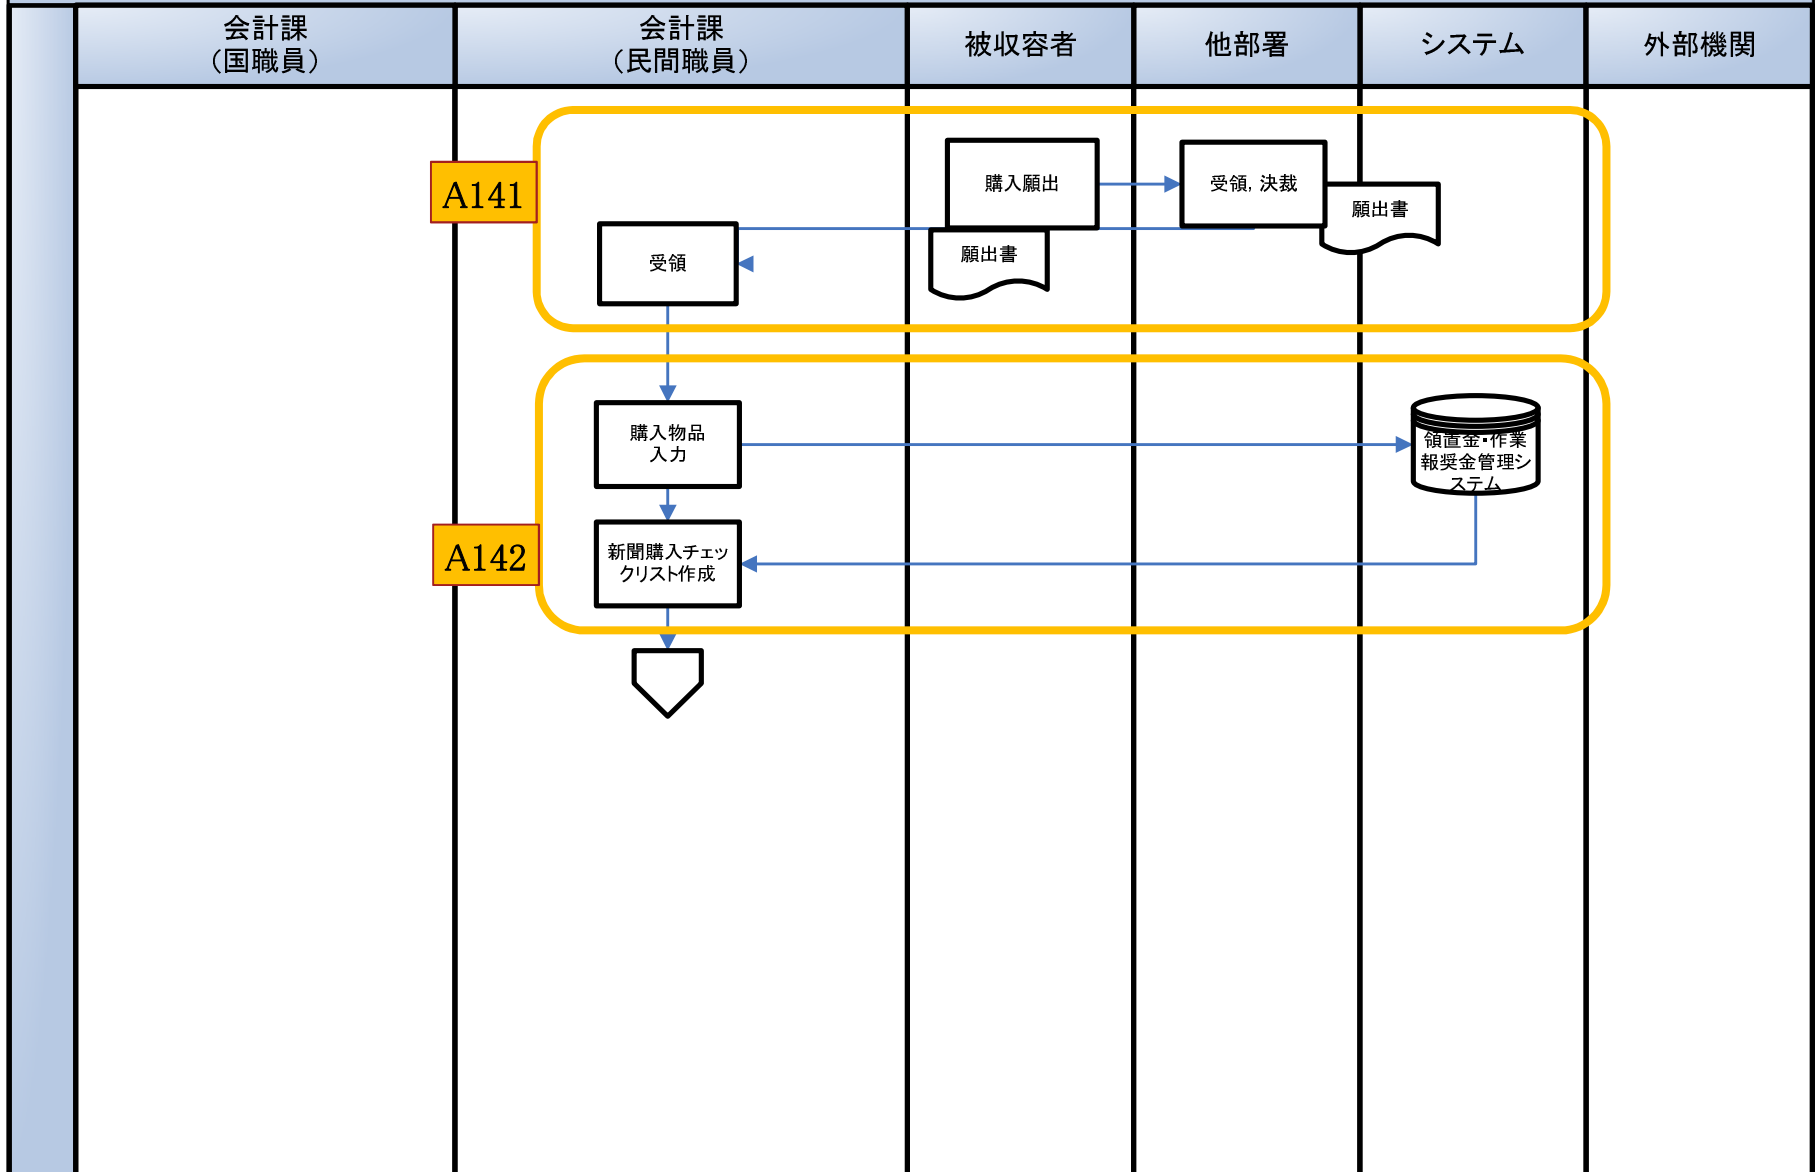 会計課
（国職員）
会計課
（民間職員）
被収容者
他部署
システム
外部機関
A141
購入願出
受領，決裁
願出書
受領
願出書
購入物品
入力
領置金・作業
報奨金管理シ
ステム
A142
新聞購入チェッ
クリスト作成